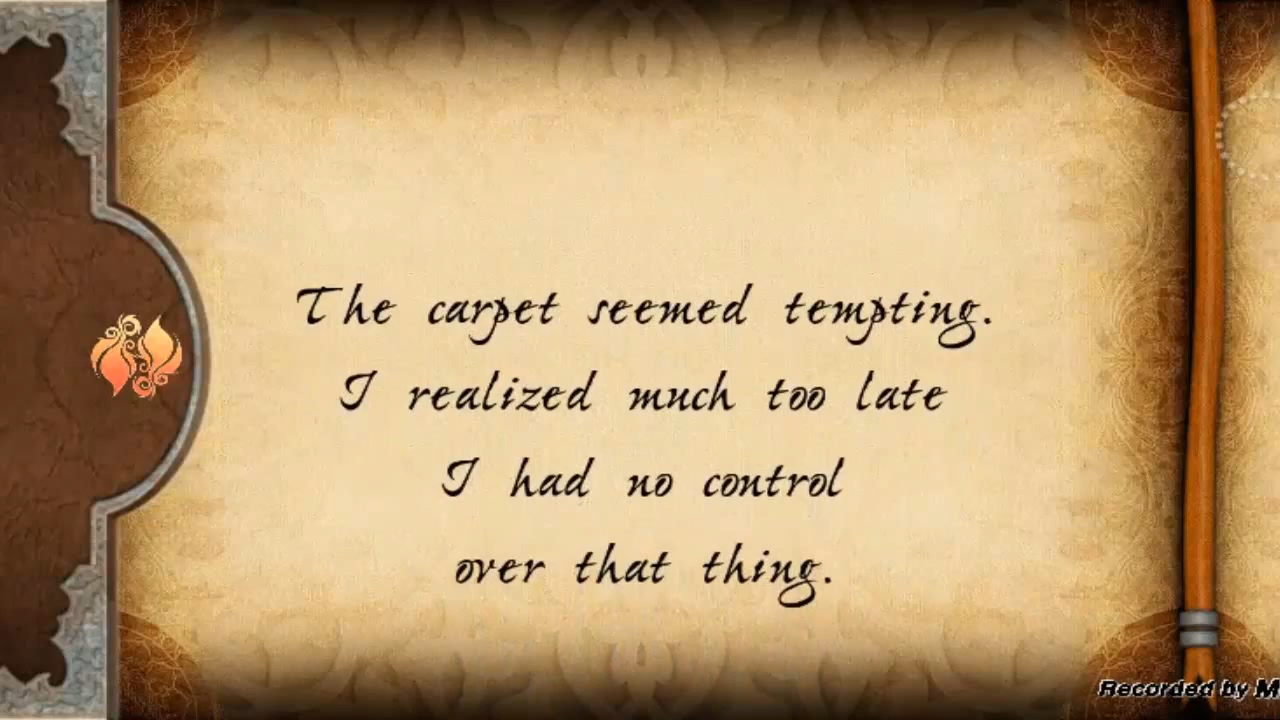 The carpet seemed tempting.
I realized much too late
I had no control
over that thing.
Recorded by